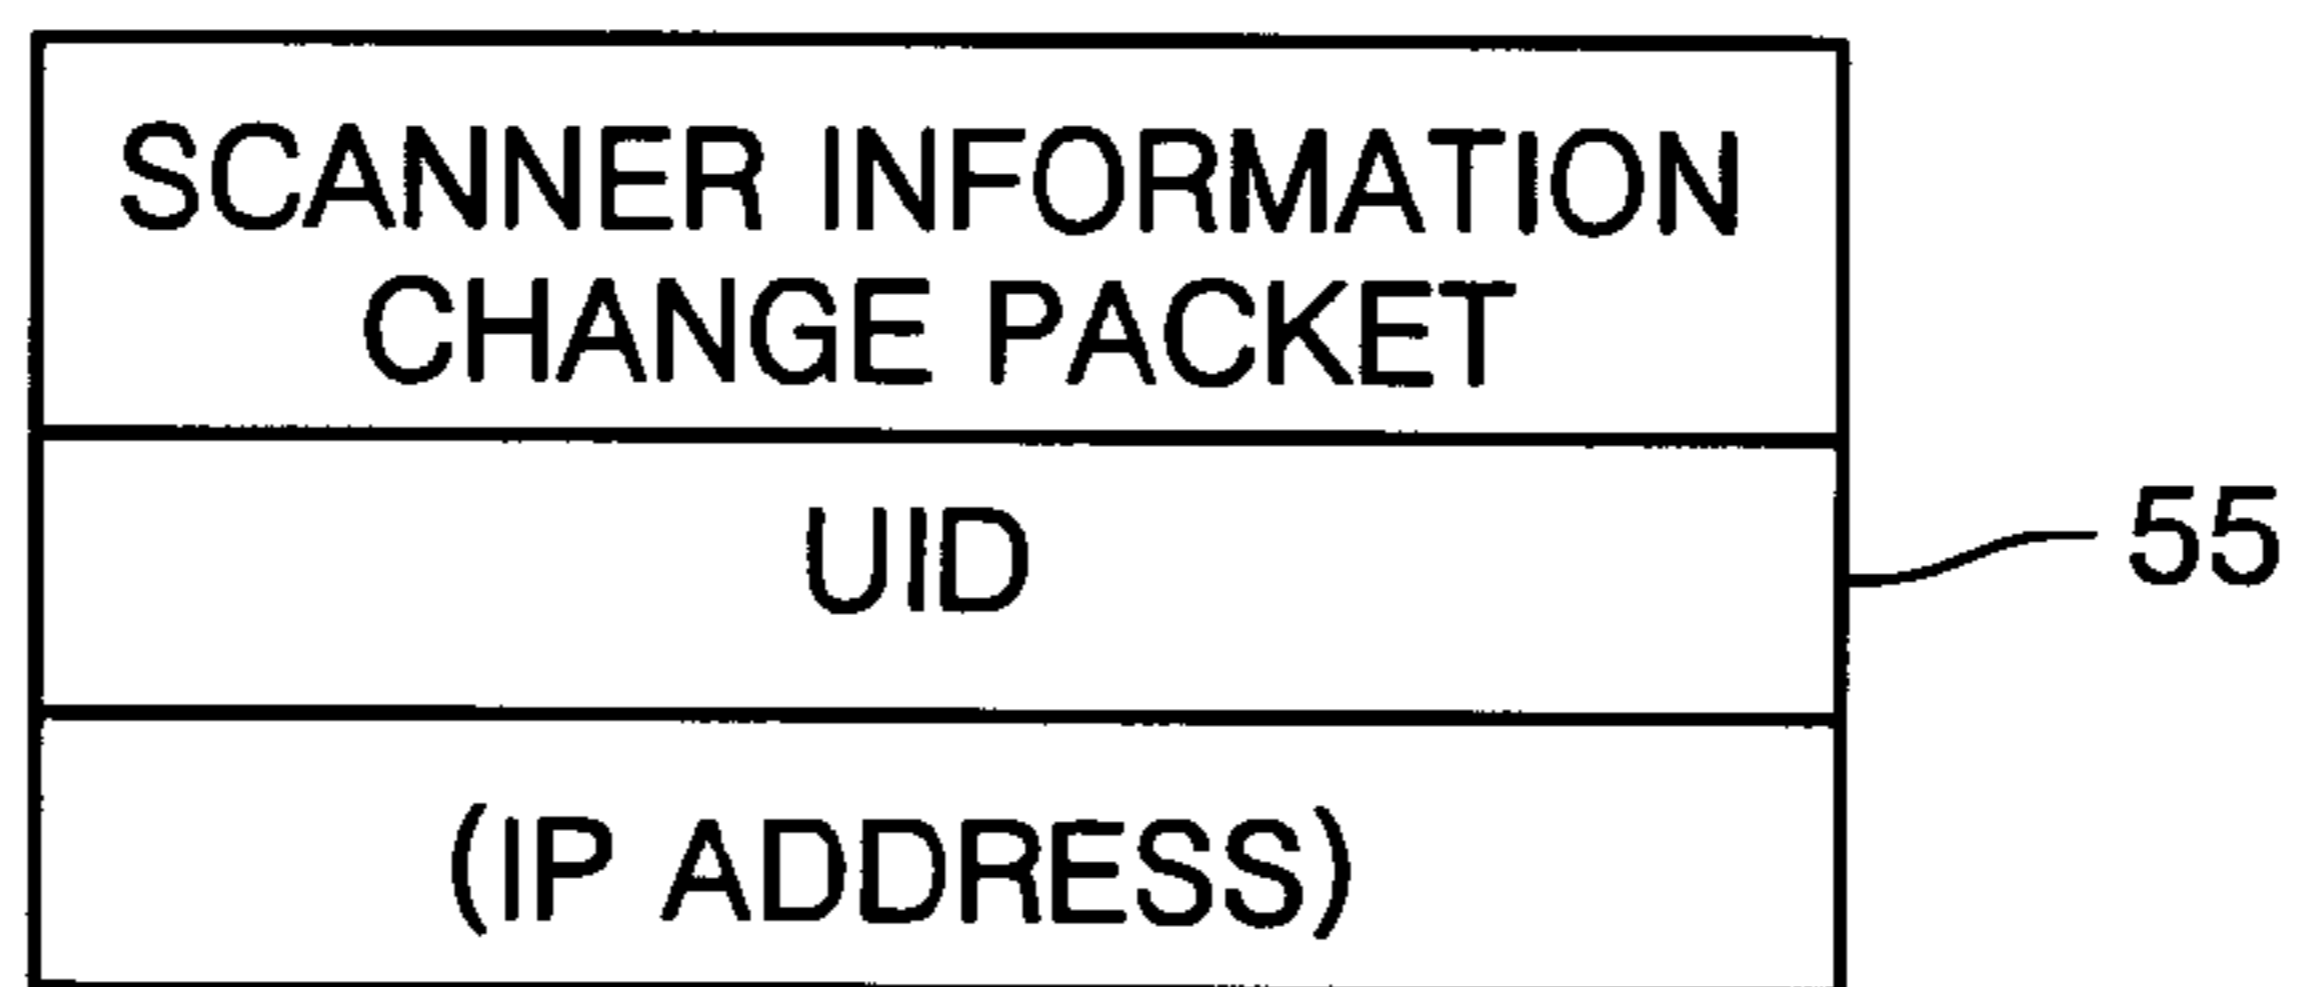 SCANNER INFORMATION
CHANGE PACKET
UID
55
(IP ADDRESS)